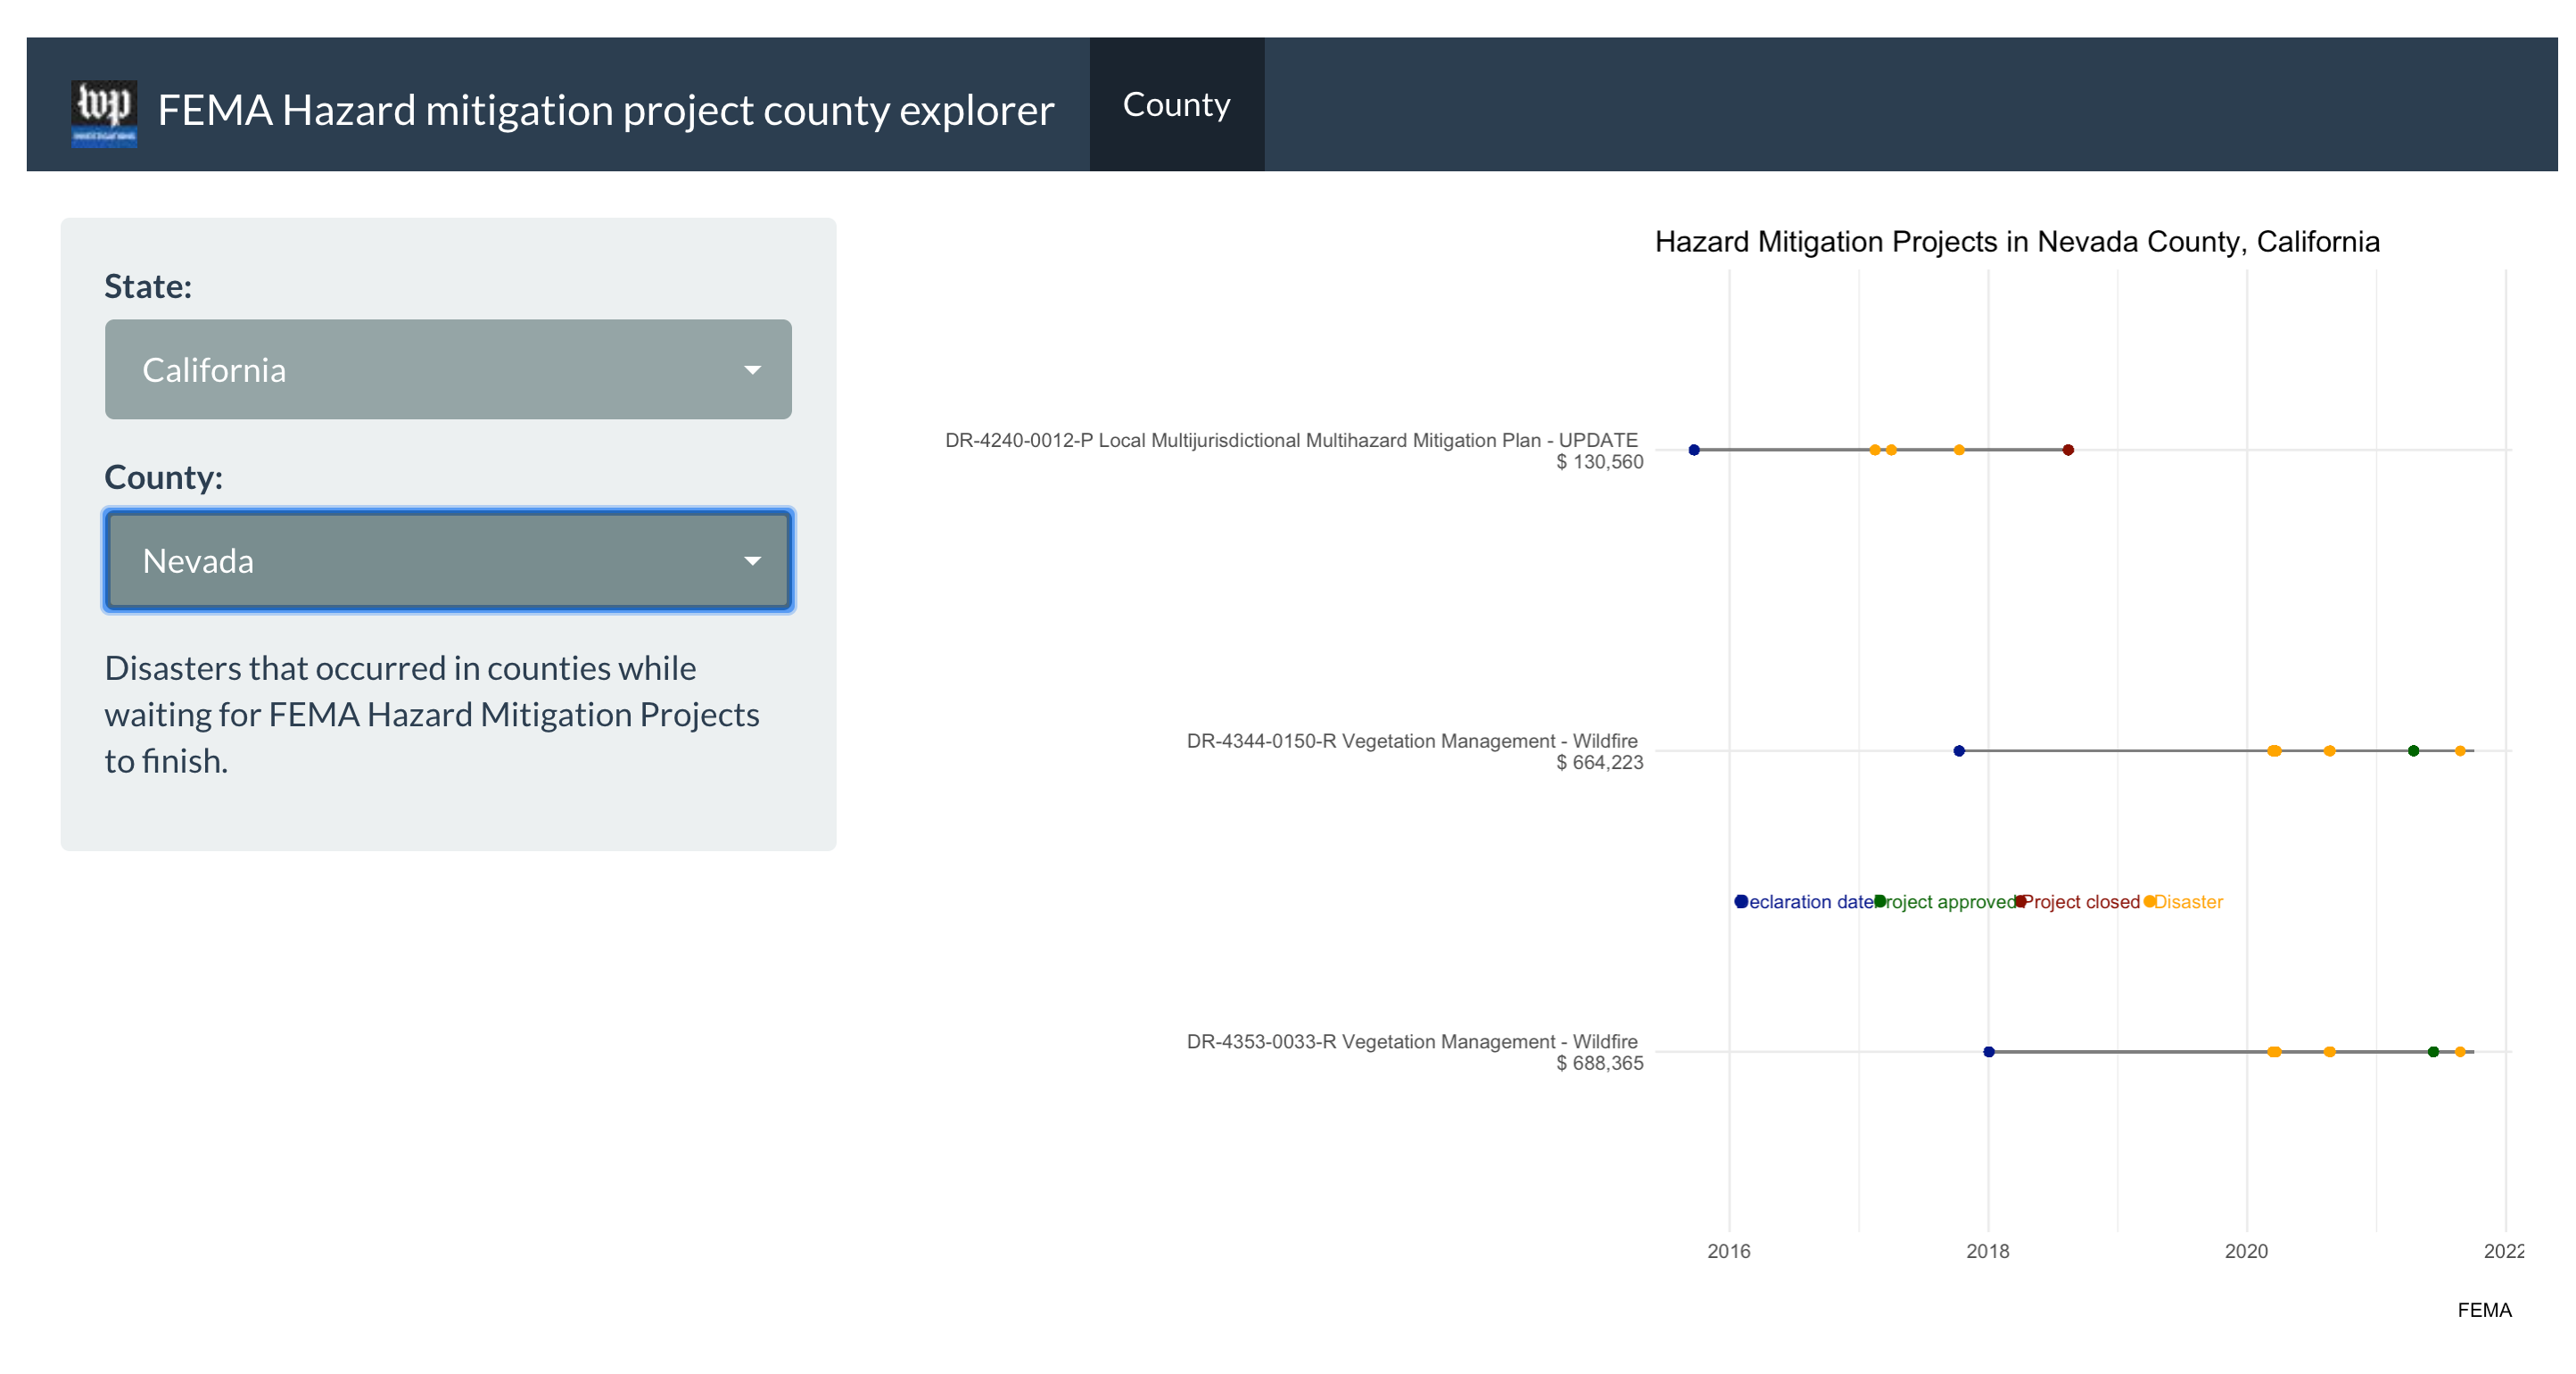 wp
FEMA Hazard mitigation project county explorer
County
State:
California
County:
Nevada
Disasters that occurred in counties while
waiting for FEMA Hazard Mitigation Projects
to finish.
Hazard Mitigation Projects in Nevada County, California
DR-4240-0012-P Local Multijurisdictional Multihazard Mitigation Plan - UPDATE
$ 130,560
DR-4344-0150-R Vegetation Management - Wildfire
$ 664,223
Declaration date Project approved Project closed Disaster
DR-4353-0033-R Vegetation Management - Wildfire
$ 688,365
2016 2018 2020 2022
FEMA